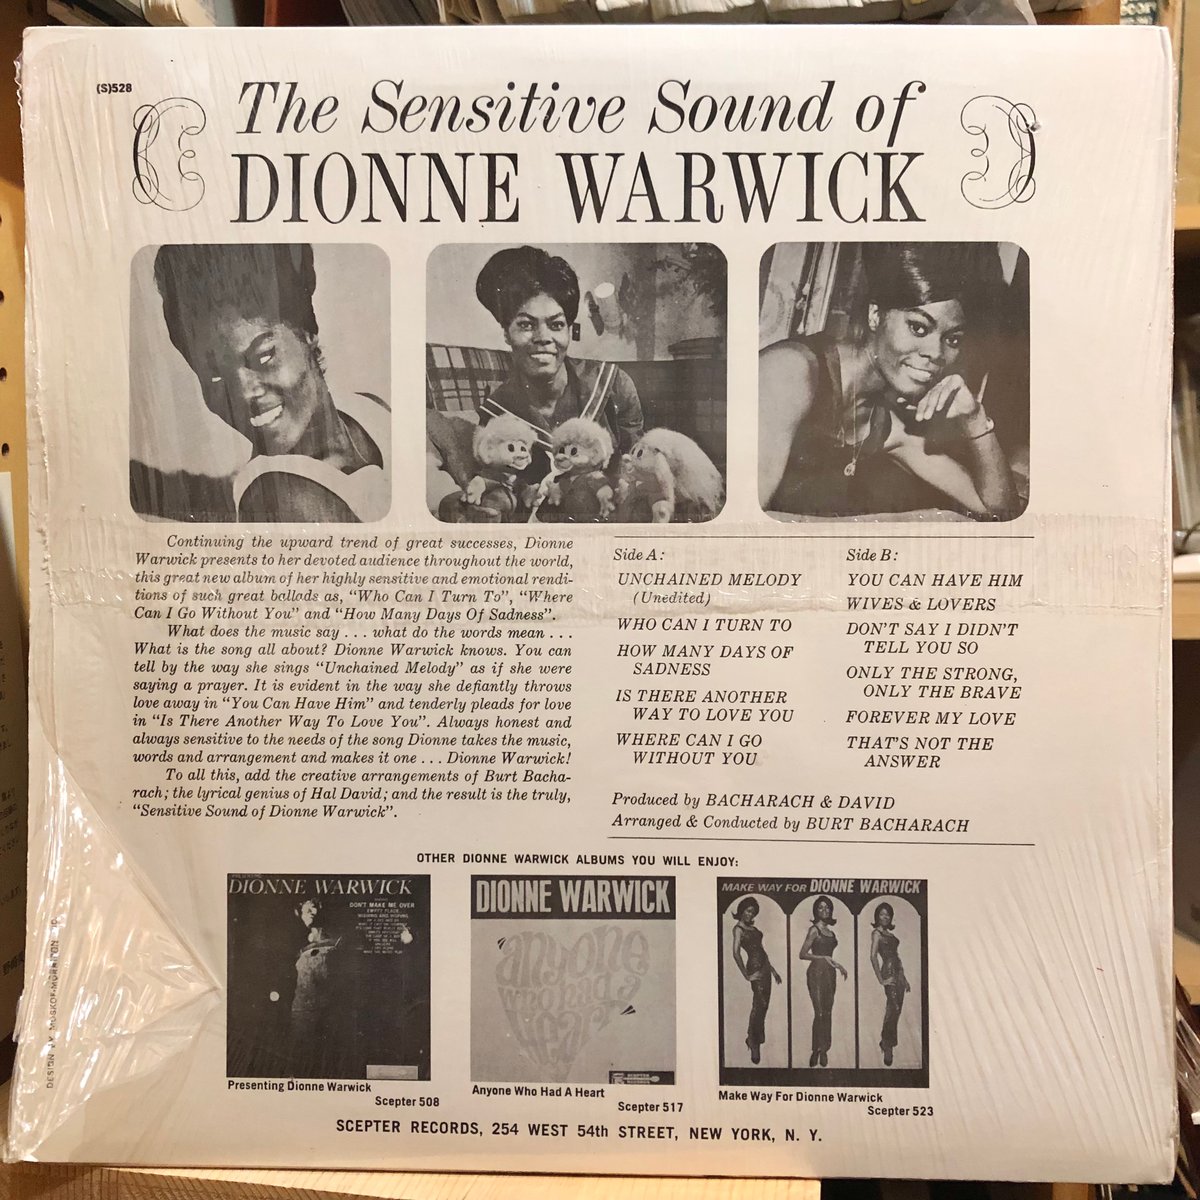 (S)528
The Sensitive Sound of
DIONNE WARWICK
Continuing the upward trend of great successes, Dionne
Warwick presents to her devoted audience throughout the world,
this great new album of her highly sensitive and emotional rendi-
tions of such great ballads as, "Who Can I Turn To", "Where
Can I Go Without You" and "How Many Days Of Sadness".
What does the music say . . . what do the words mean . . .
What is the song all about? Dionne Warwick knows. You can
tell by the way she sings "Unchained Melody" as if she were
saying a prayer. It is evident in the way she defiantly throws
love away in "You Can Have Him" and tenderly pleads for love
in "Is There Another Way To Love You". Always honest and
always sensitive to the needs of the song Dionne takes the music,
words and arrangement and makes it one . . . Dionne Warwick!
To all this, add the creative arrangements of Burt Bacha-
rach; the lyrical genius of Hal David; and the result is the truly,
"Sensitive Sound of Dionne Warwick".
Side A:
UNCHAINED MELODY
(Unedited)
WHO CAN I TURN TO
HOW MANY DAYS OF
SADNESS
IS THERE ANOTHER
WAY TO LOVE YOU
WHERE CAN I GO
WITHOUT YOU
Side B:
YOU CAN HAVE HIM
WIVES & LOVERS
DON'T SAY I DIDN'T
TELL YOU SO
ONLY THE STRONG,
ONLY THE BRAVE
FOREVER MY LOVE
THAT'S NOT THE
ANSWER
Produced by BACHARACH & DAVID
Arranged & Conducted by BURT BACHARACH
OTHER DIONNE WARWICK ALBUMS YOU WILL ENJOY:
PRESENTING
DIONNE WARWICK
DON'T MAKE ME OVER
DIONNE WARWICK
"anyone
who had a
heart"
MAKE WAY FOR DIONNE WARWICK
Presenting Dionne Warwick
Scepter 508
Anyone Who Had A Heart
Scepter 517
Make Way For Dionne Warwick
Scepter 523
SCEPTER RECORDS, 254 WEST 54th STREET, NEW YORK, N. Y.
DESIGN BY MOSKOF-MORRISON